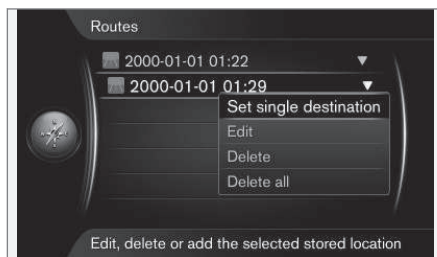 Routes
2000-01-01 01:22
2000-01-01 01:29
Set single destination
Edit
Delete
Delete all
Edit, delete or add the selected stored location